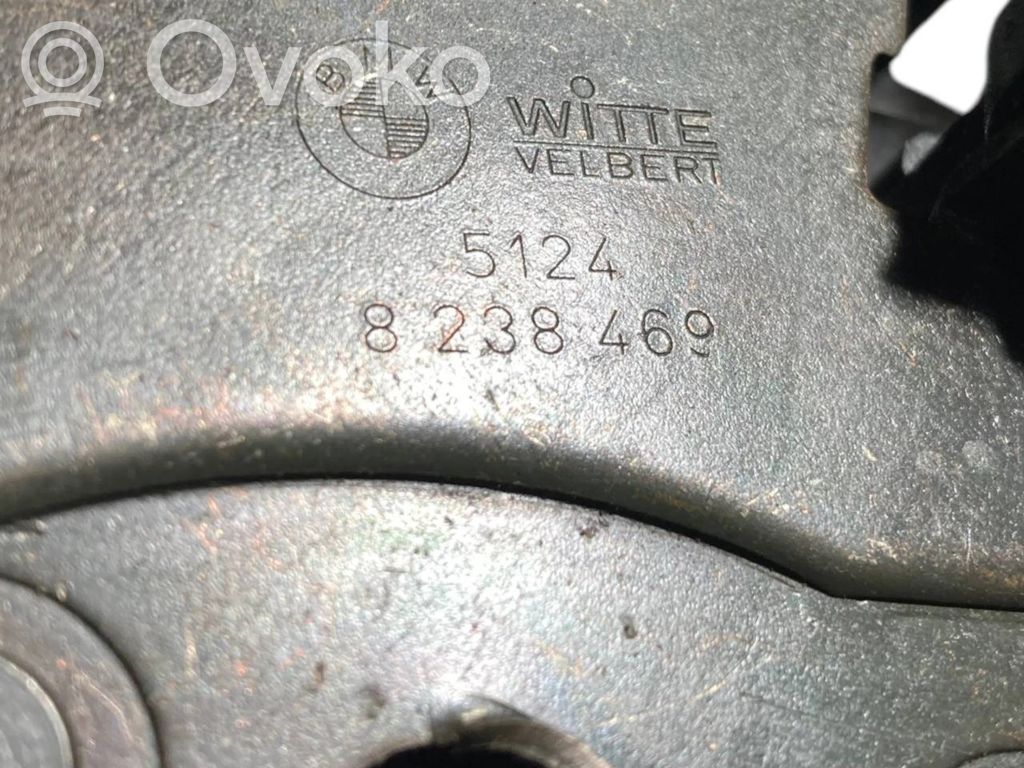 Ovoko
BMW
WiTTE
VELBERT
5124
8 238 469